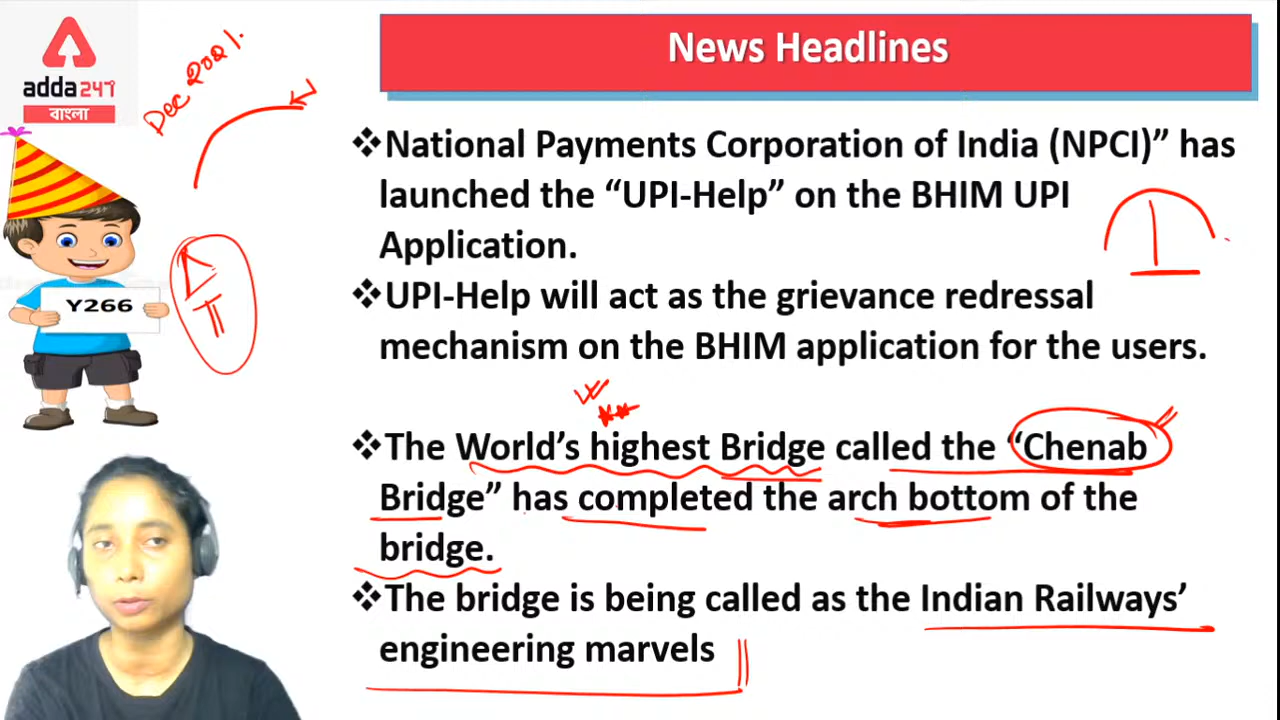 adda247
বাংলা
Dec 2021.
Y266
News Headlines
❖National Payments Corporation of India (NPCI)” has
launched the “UPI-Help” on the BHIM UPI
Application.
❖UPI-Help will act as the grievance redressal
mechanism on the BHIM application for the users.
❖The World’s highest Bridge called the “Chenab
Bridge” has completed the arch bottom of the
bridge.
❖The bridge is being called as the Indian Railways’
engineering marvels